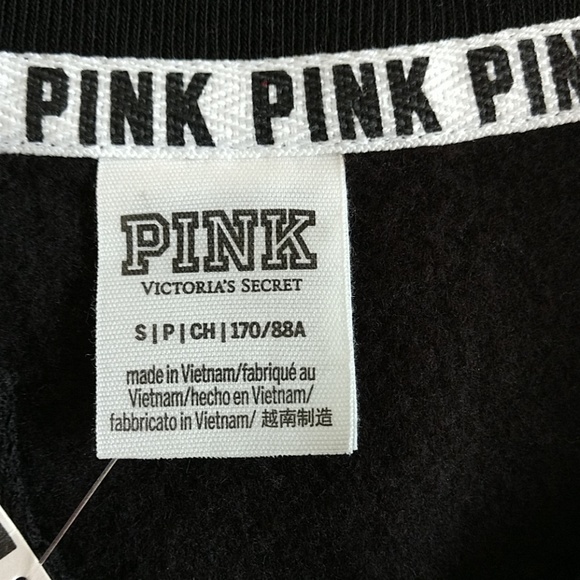 PINK PINK PIN
PINK
VICTORIA'S SECRET
S|P|CH|170/88A
made in Vietnam/fabriqué au
Vietnam/hecho en Vietnam/
fabbricato in Vietnam/ 越南制造